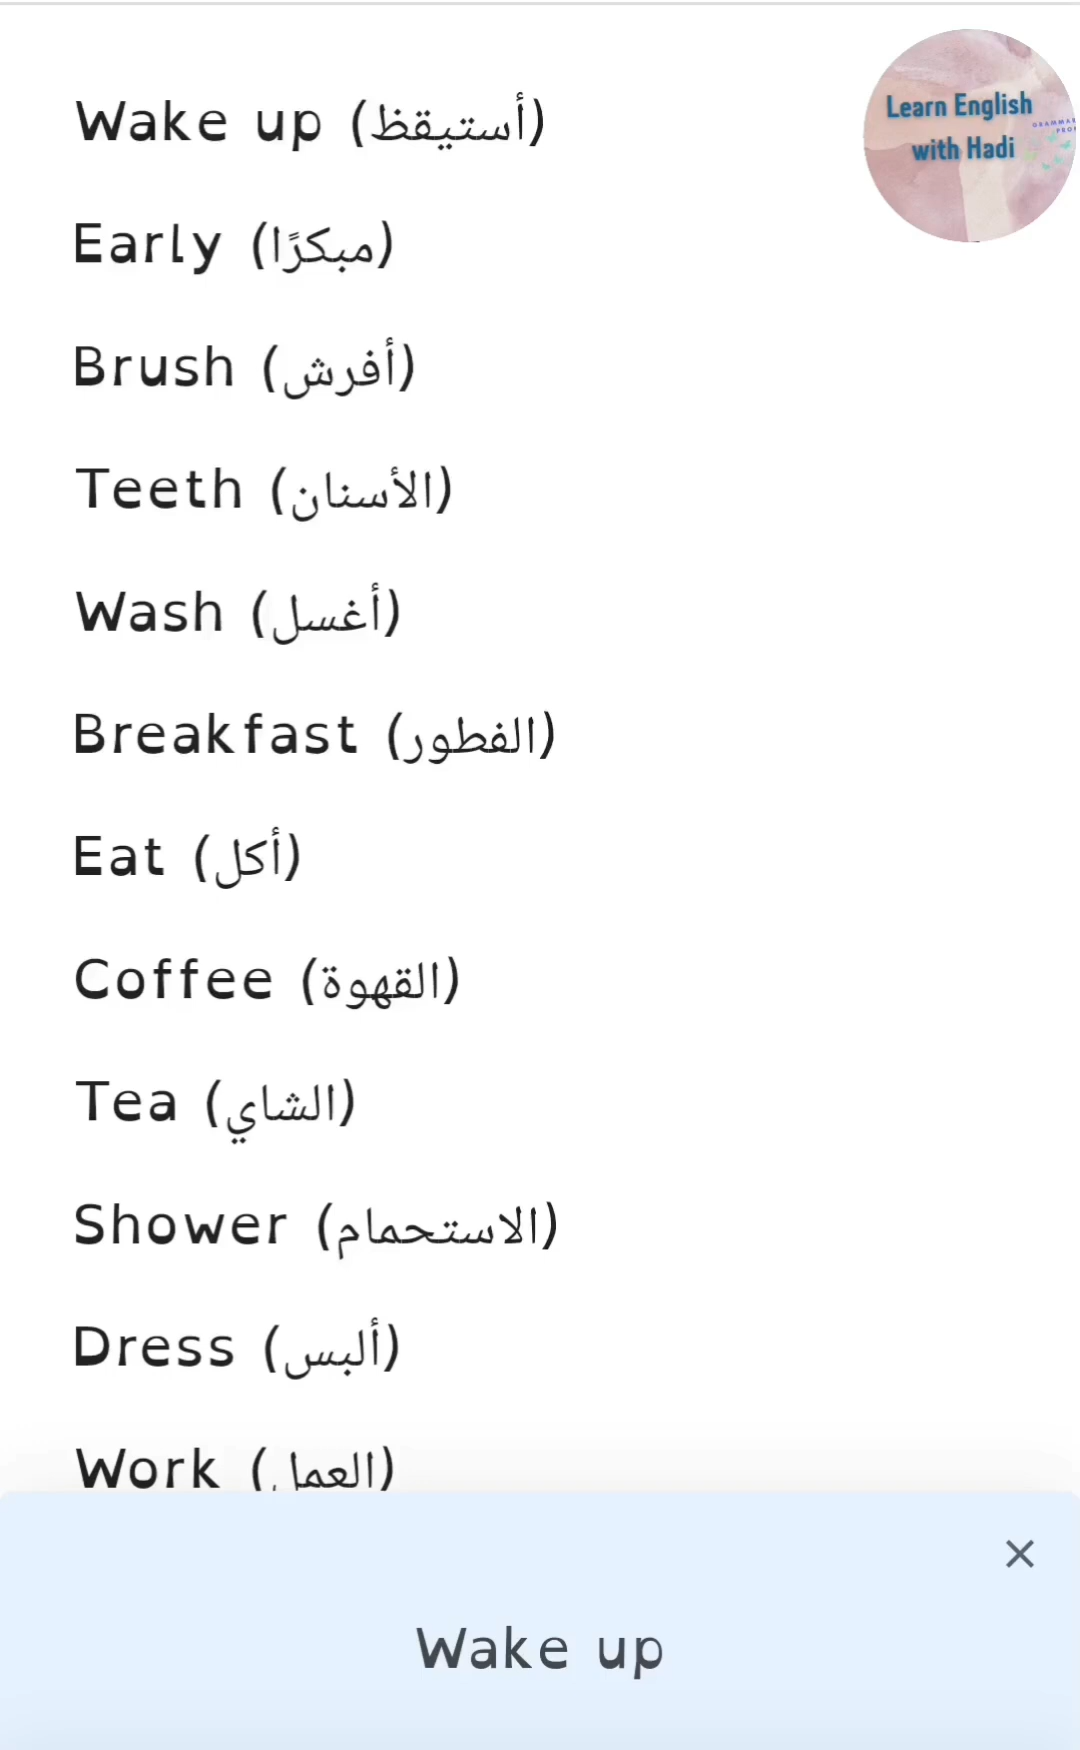 Wake up (أستيقظ)
Early (مبكرًا)
Brush (أفرش)
Teeth (الأسنان)
Wash (أغسل)
Breakfast (الفطور)
Eat (أكل)
Coffee (القهوة)
Tea (الشاي)
Shower (الاستحمام)
Dress (ألبس)
Work (العمل)
Wake up
Learn English
with Hadi